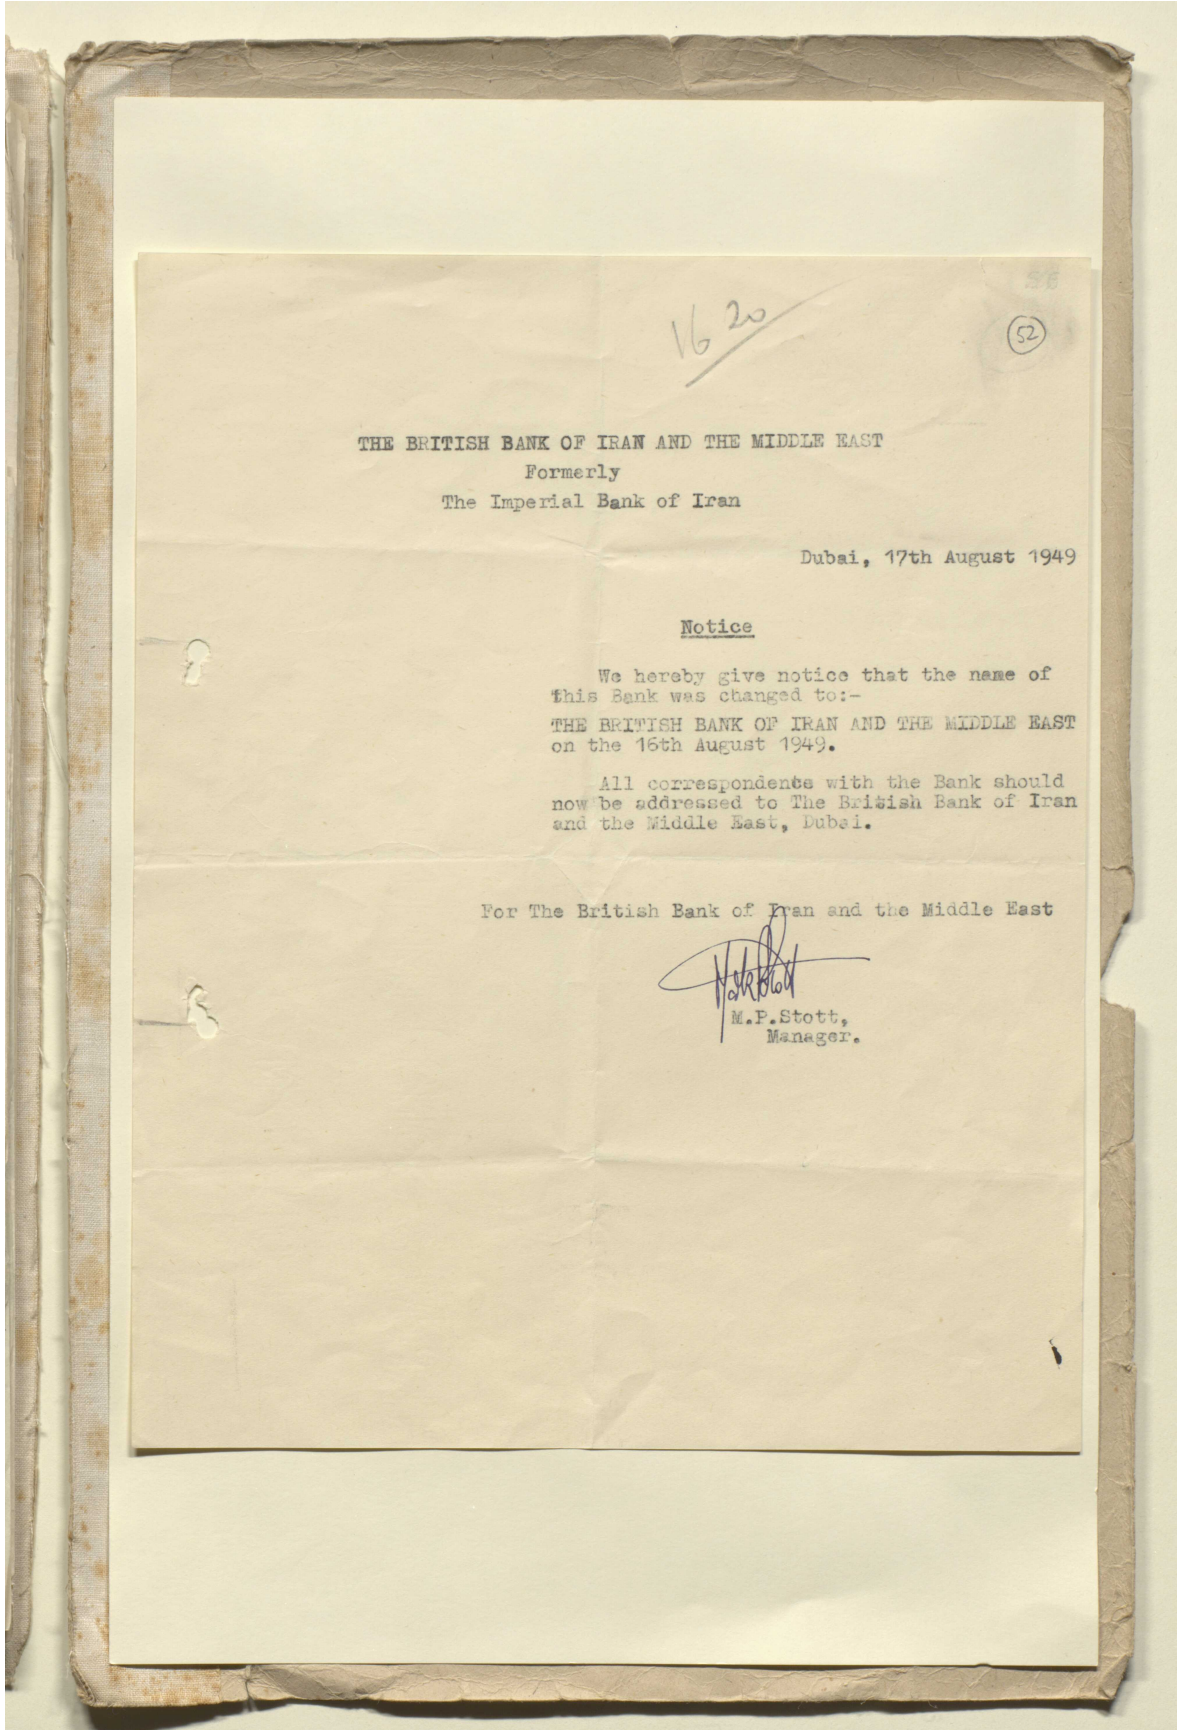 16 20
52
THE BRITISH BANK OF IRAN AND THE MIDDLE EAST
Formerly
The Imperial Bank of Iran
Dubai, 17th August 1949
Notice
We hereby give notice that the name of
this Bank was changed to:-
THE BRITISH BANK OF IRAN AND THE MIDDLE EAST
on the 16th August 1949.
All correspondente with the Bank should
now be addressed to The British Bank of Iran
and the Middle East, Dubai.
For The British Bank of Iran and the Middle East
M.P.Stott,
Manager.